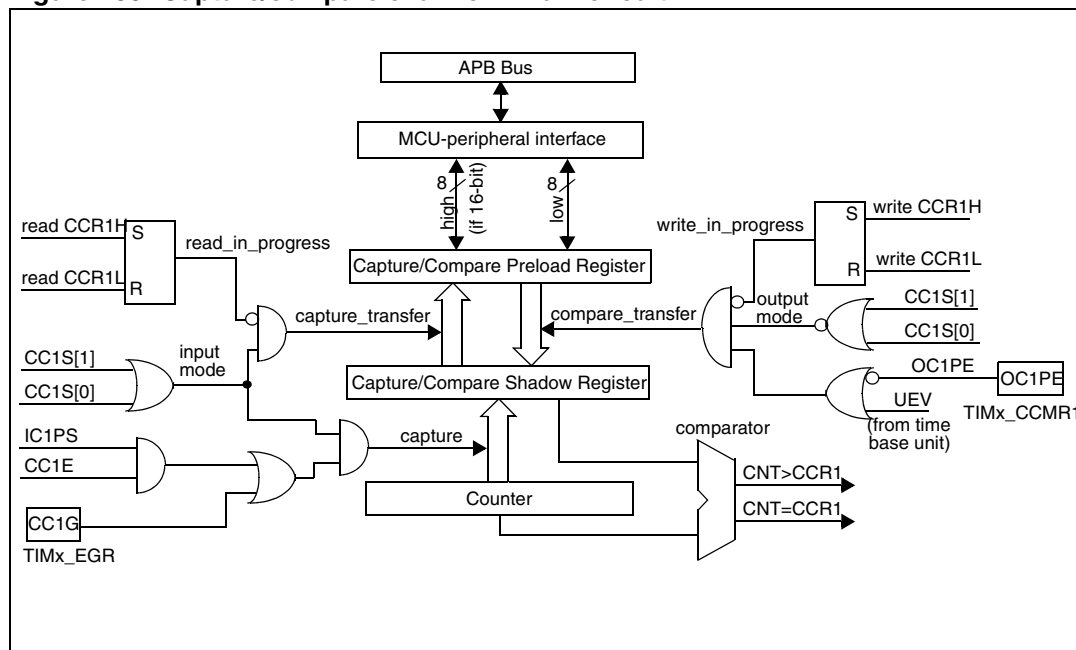 APB Bus
MCU-peripheral interface
8
high
(if 16-bit)
8
low
read CCR1H
S
read_in_progress
read CCR1L
R
write_in_progress
S
write CCR1H
R
write CCR1L
Capture/Compare Preload Register
capture_transfer
compare_transfer
output
mode
CC1S[1]
CC1S[0]
CC1S[1]
input
mode
CC1S[0]
Capture/Compare Shadow Register
OC1PE
OC1PE
UEV
TIMx_CCMR1
(from time
base unit)
IC1PS
CC1E
capture
comparator
Counter
CNT>CCR1
CNT=CCR1
CC1G
TIMx_EGR